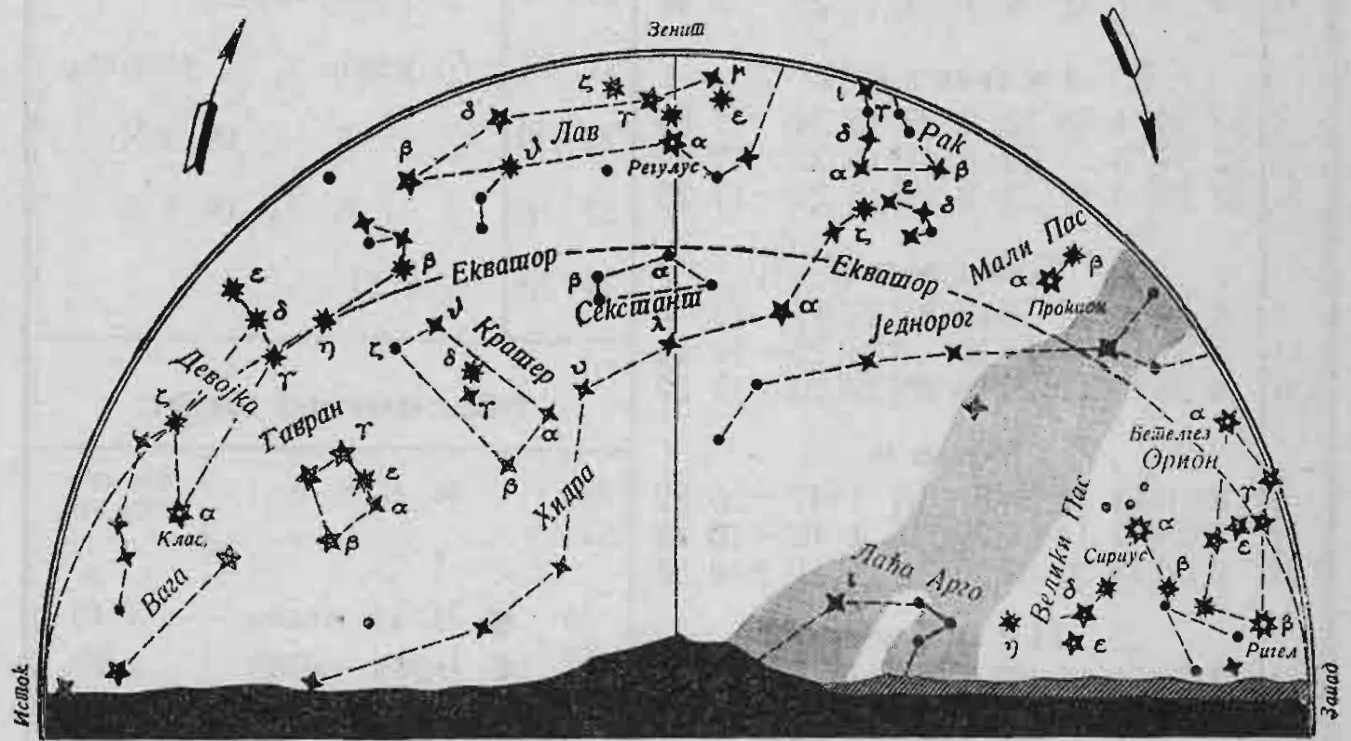 Зенит
ζ
μ
δ
γ
ε
Лав
β
υ
α
Регулус
ι
γ
δ
Рак
α
β
ε
δ
ζ
Мали Пас
α
β
Прокион
Екватор
Екватор
β
α
Секстант
λ
α
Једнорог
ε
δ
β
η
γ
Девојка
ζ
α
Клас,
υ
Кратер
ζ
δ
γ
α
β
υ
Гавран
γ
ε
α
β
Хидра
Вага
Лађа Арго
ι
Велики Пас
α
Сириус
β
δ
η
ε
α
Бетелгез
Орион
γ
ε
β
Ригел
Исток
Запад